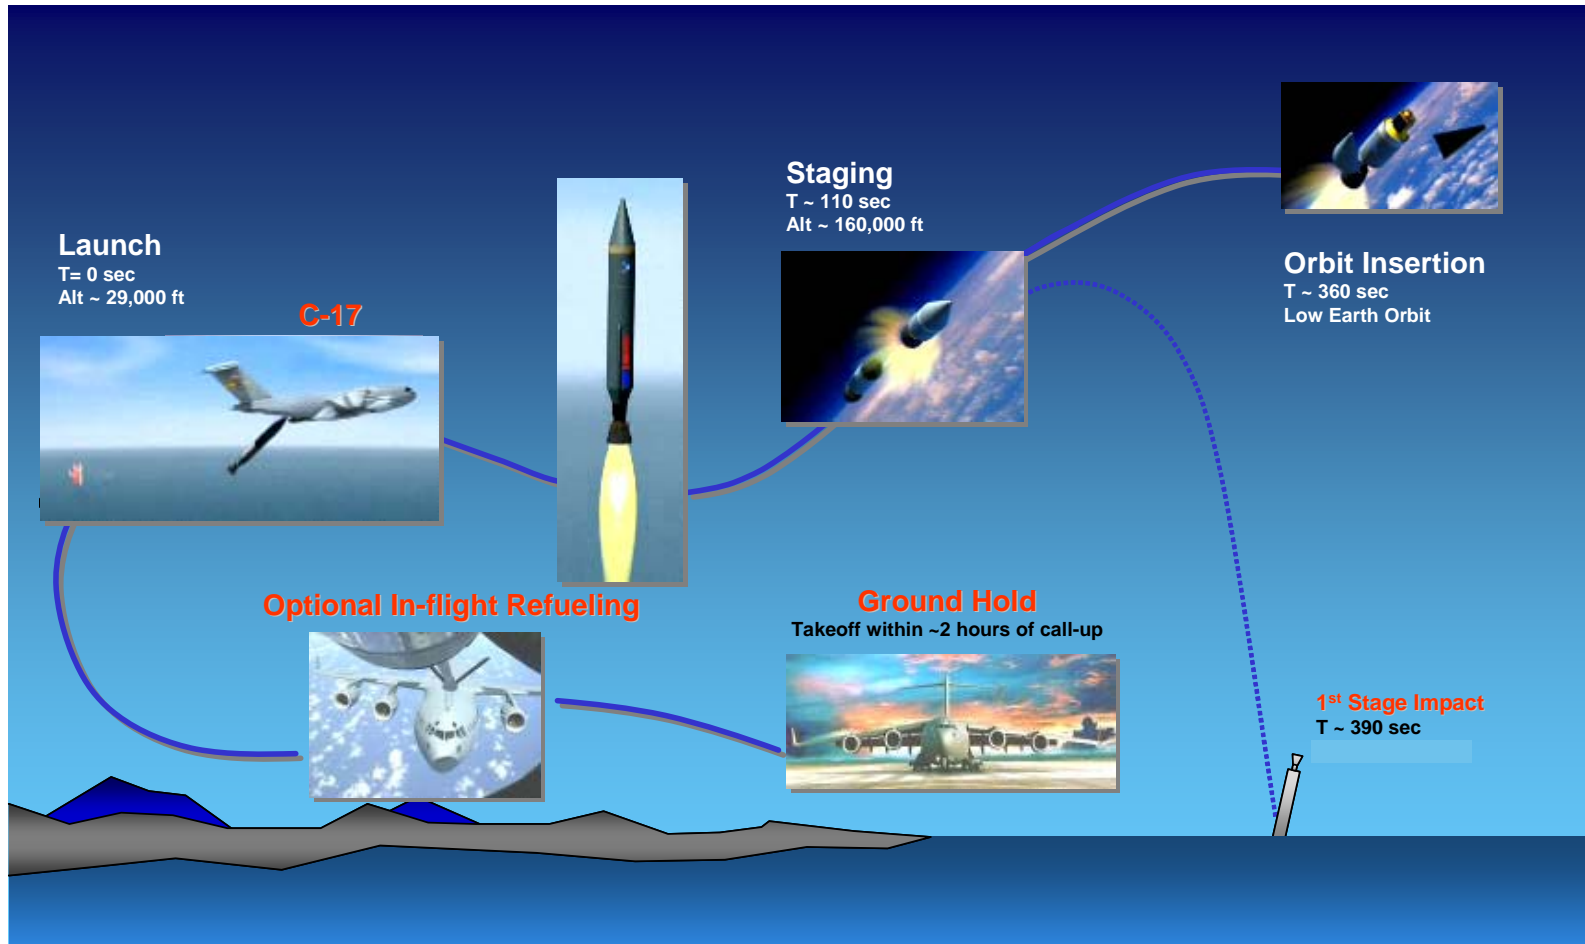 Staging
T ~ 110 sec
Alt ~ 160,000 ft
Launch
T= 0 sec
Alt ~ 29,000 ft
C-17
Orbit Insertion
T ~ 360 sec
Low Earth Orbit
Optional In-flight Refueling
Ground Hold
Takeoff within ~2 hours of call-up
1st Stage Impact
T ~ 390 sec